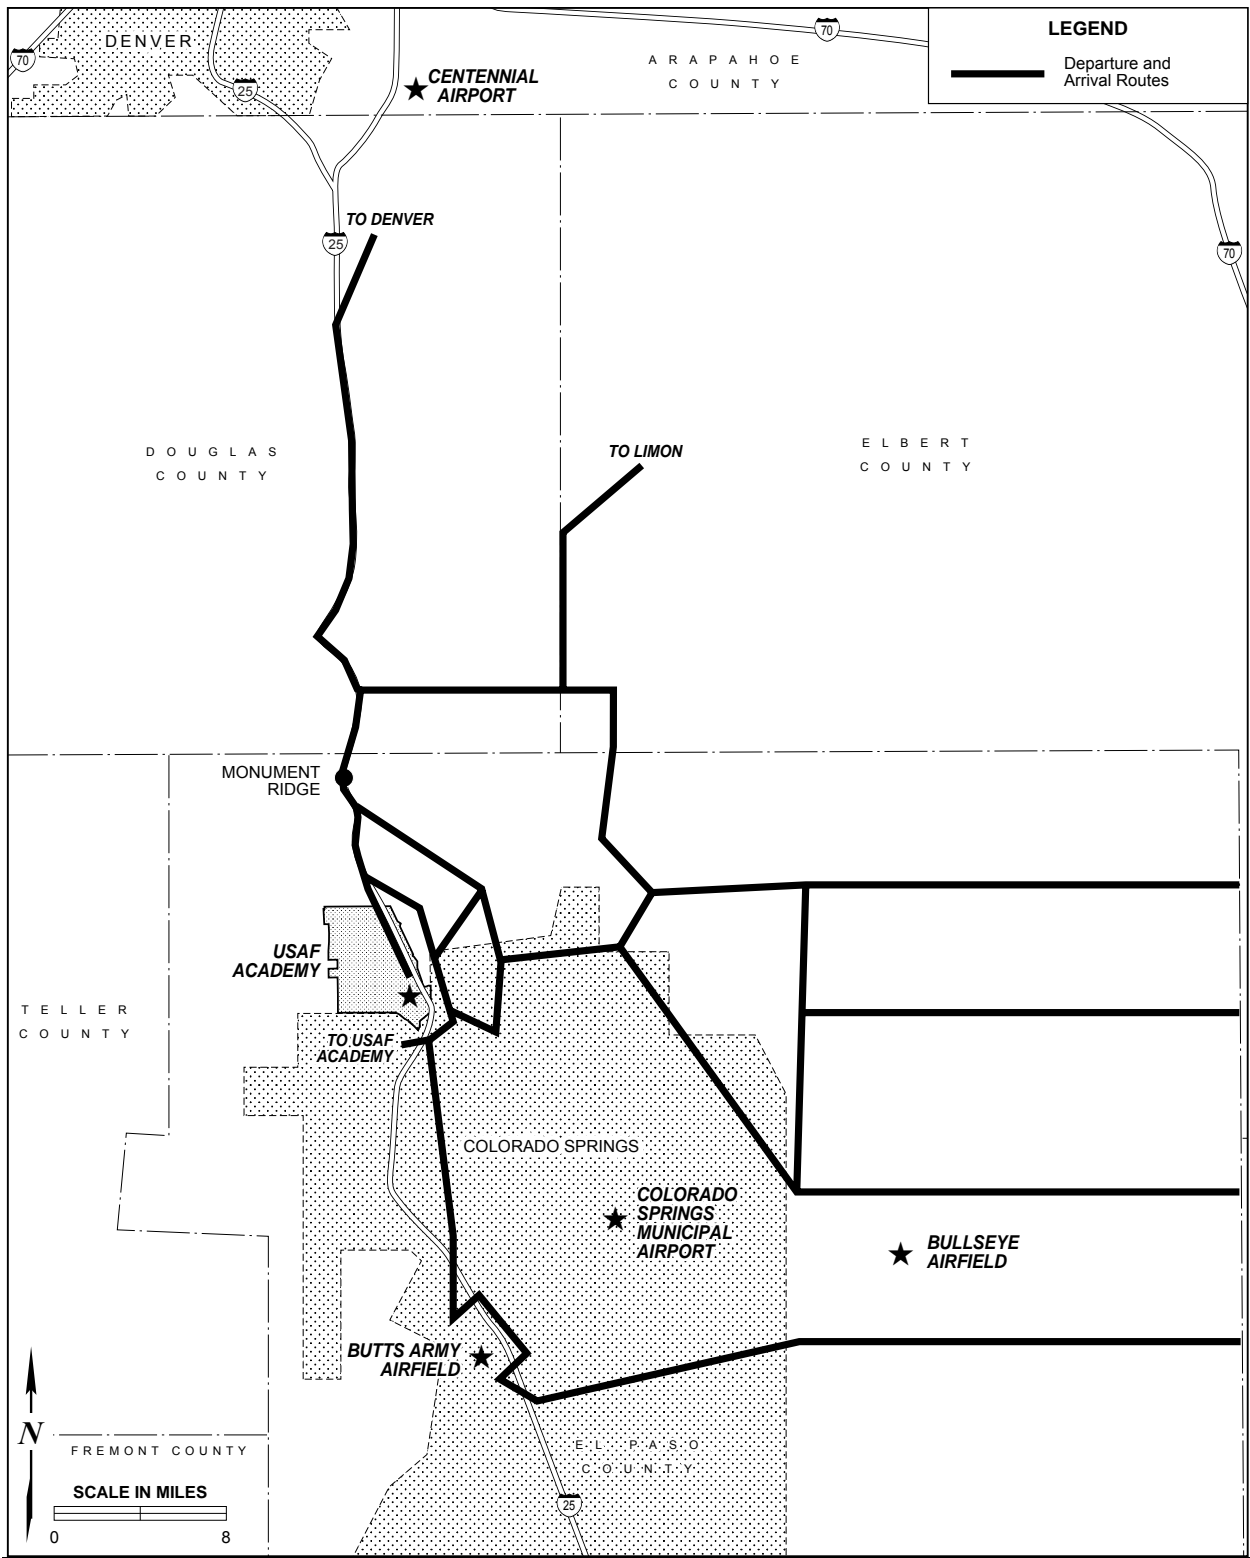 DENVER
70
25
CENTENNIAL
AIRPORT
ARAPAHOE
COUNTY
70
LEGEND
Departure and
Arrival Routes
70
TO DENVER
25
DOUGLAS
COUNTY
TO LIMON
ELBERT
COUNTY
MONUMENT
RIDGE
USAF
ACADEMY
TELLER
COUNTY
TO USAF
ACADEMY
COLORADO SPRINGS
COLORADO
SPRINGS
MUNICIPAL
AIRPORT
BULLSEYE
AIRFIELD
BUTTS ARMY
AIRFIELD
N
FREMONT COUNTY
EL PASO
COUNTY
SCALE IN MILES
0 8
25